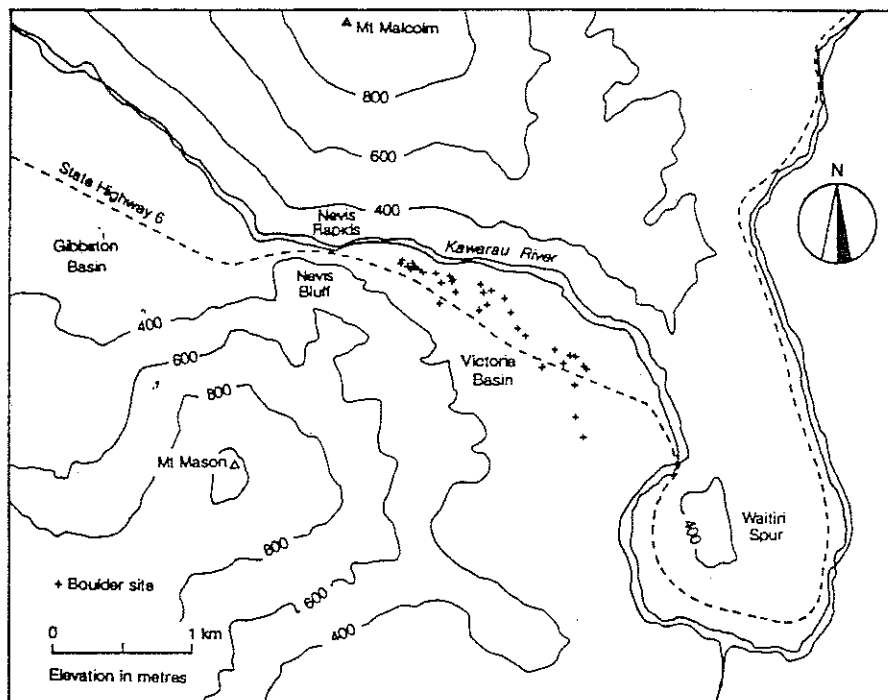 Mt Malcolm
800
600
State Highway 6
400
N
Nevis
Rapids
Kawarau River
Gibbston
Basin
Nevis
Bluff
400
600
Victoria
Basin
800
Mt Mason
400
Waitiri
Spur
800
+ Boulder site
600
0 1 km
400
Elevation in metres